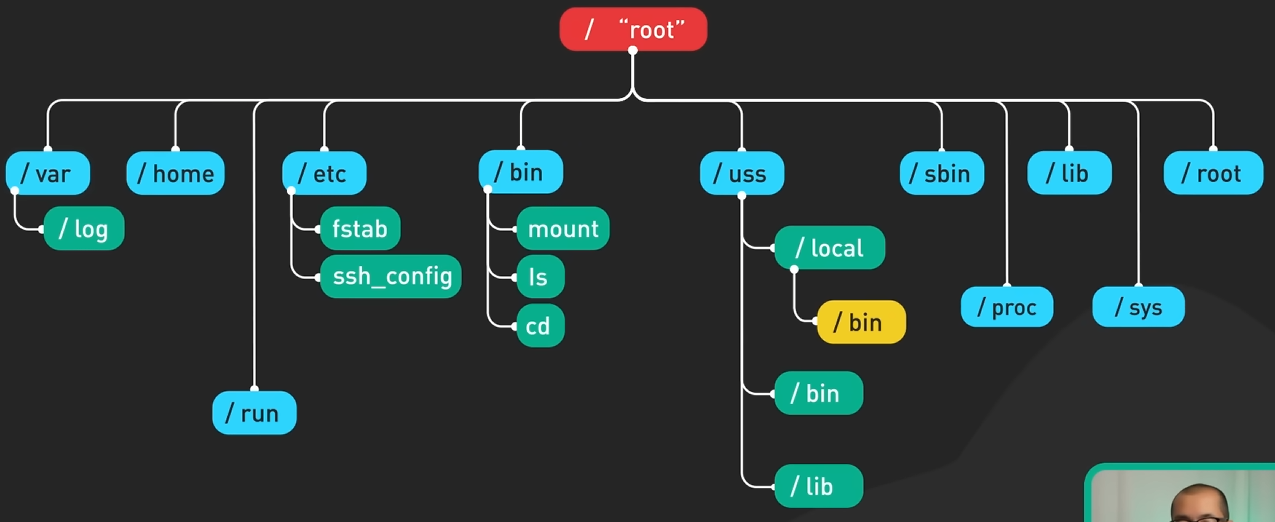 / “root”
/ var
/ home
/ etc
/ bin
/ uss
/ sbin
/ lib
/ root
/ log
fstab
ssh_config
mount
ls
cd
/ local
/ bin
/ proc
/ sys
/ run
/ bin
/ lib